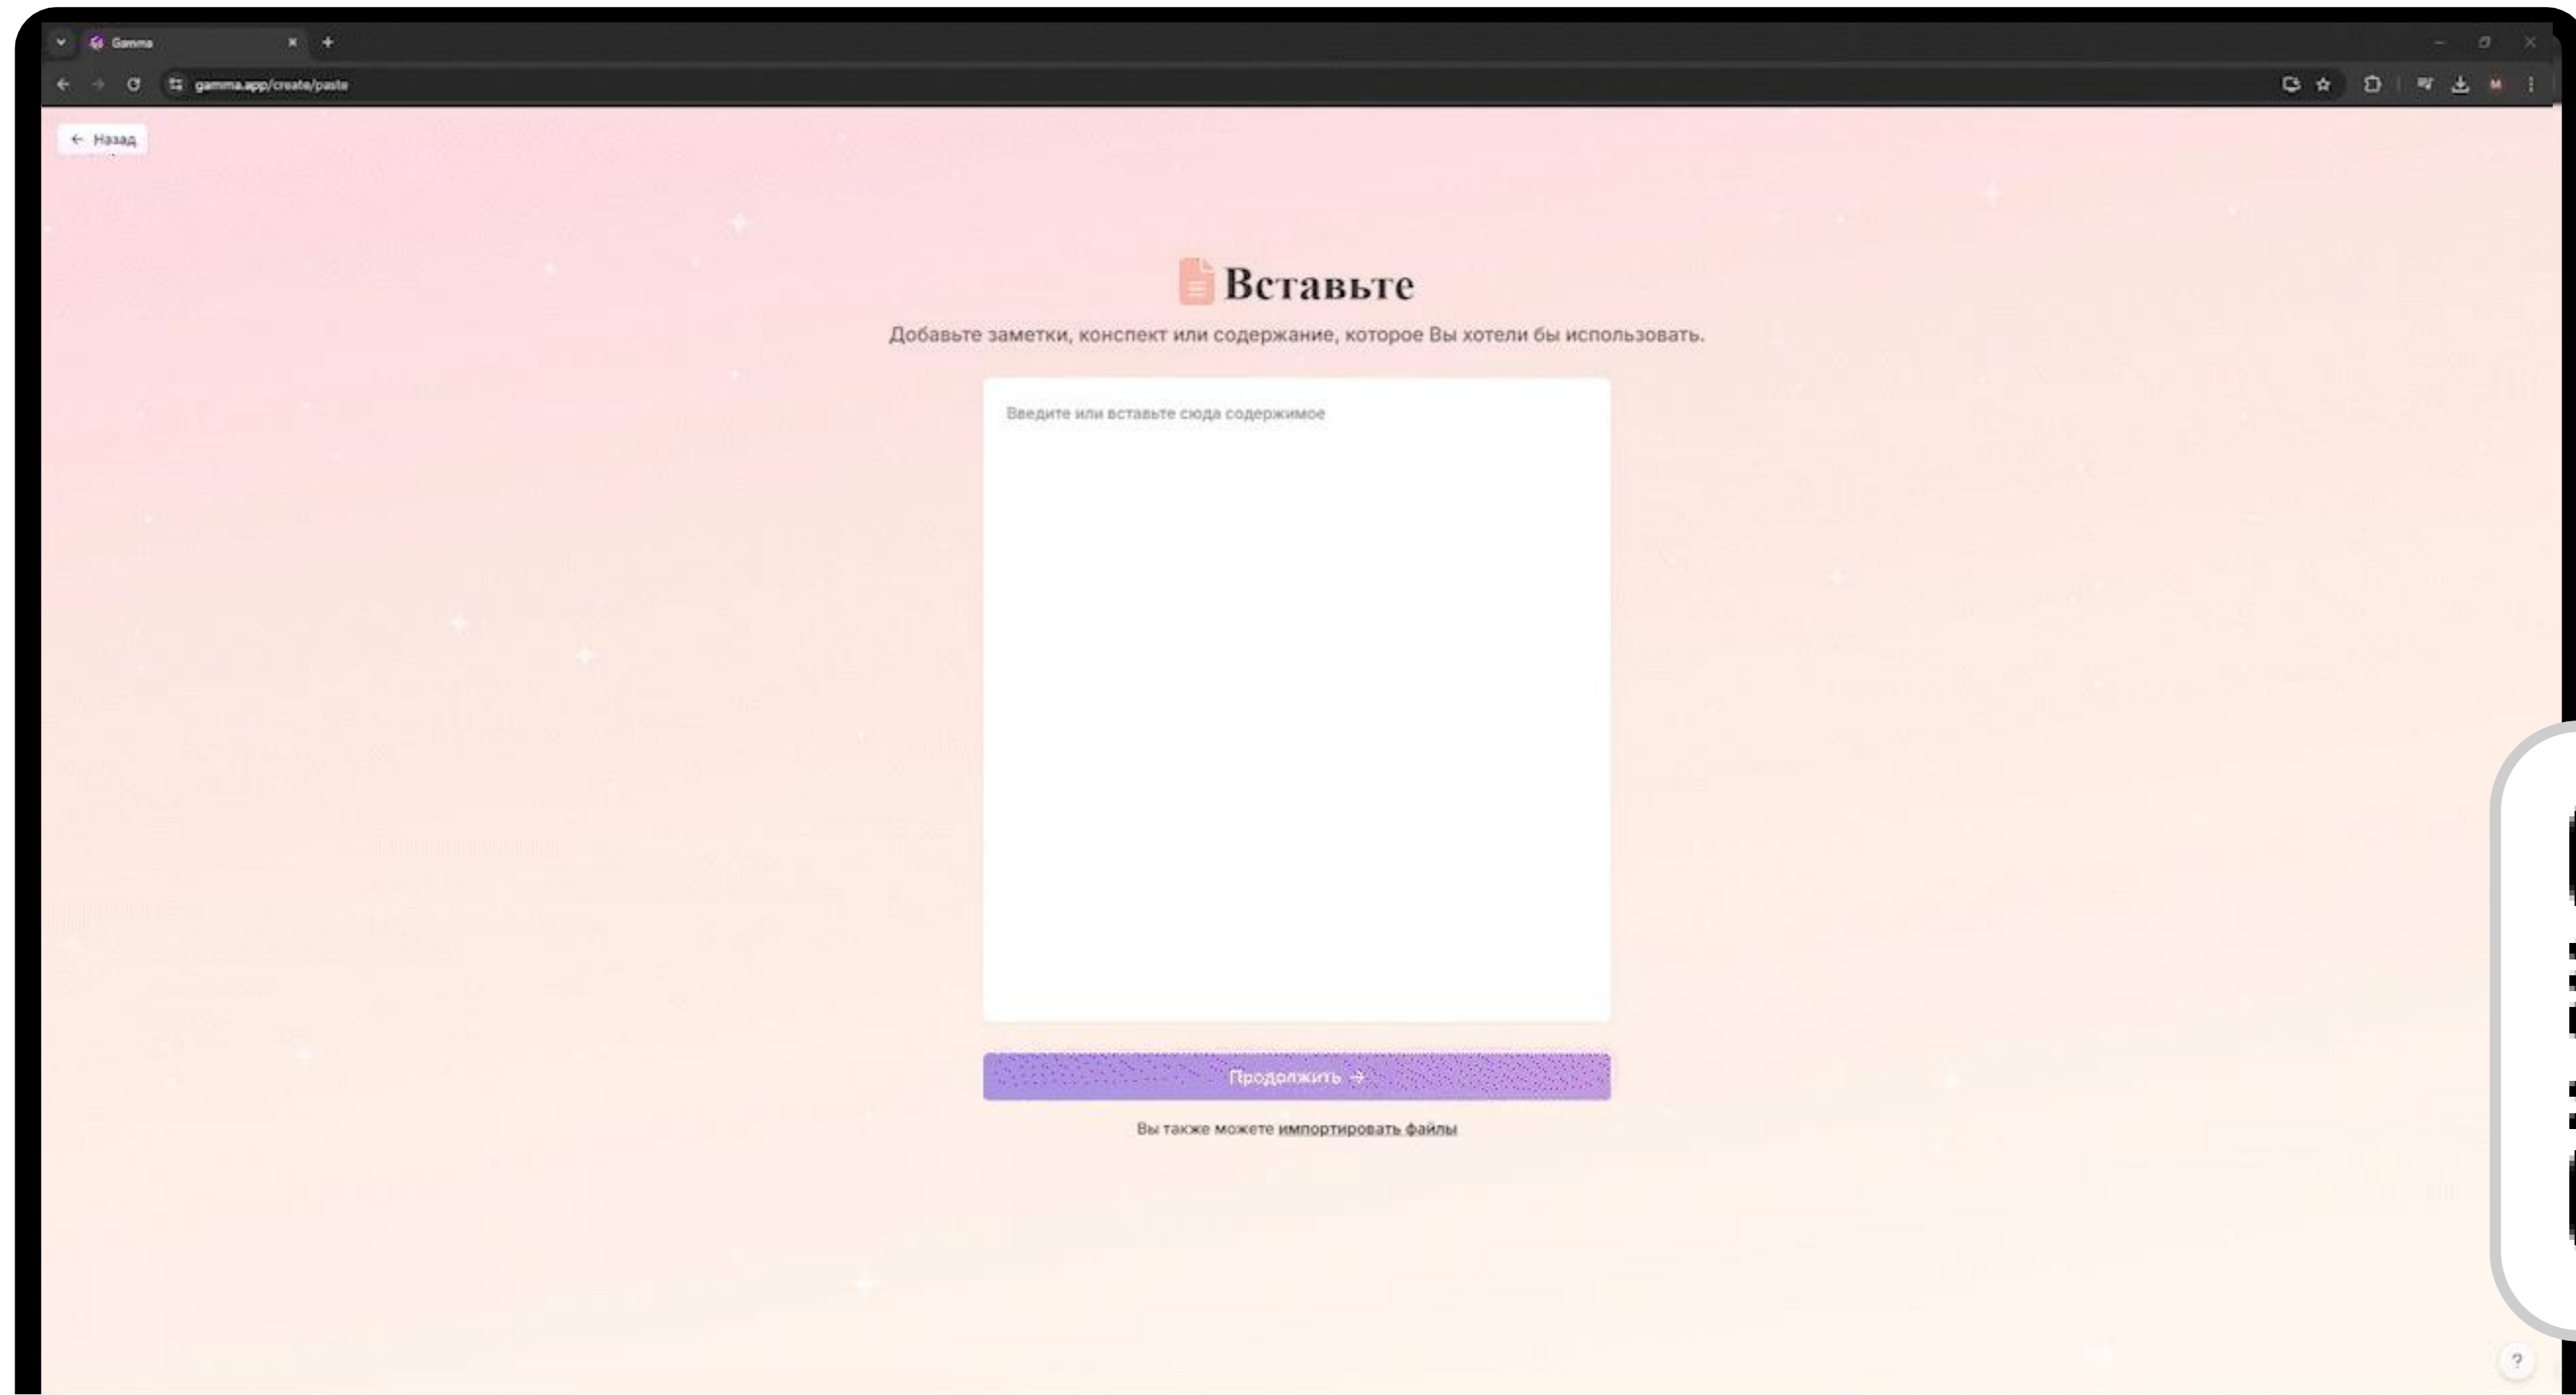 Gamma
gamma.app/create/paste
← Назад
Вставьте
Добавьте заметки, конспект или содержание, которое Вы хотели бы использовать.
Введите или вставьте сюда содержимое
Продолжить →
Вы также можете импортировать файлы
?